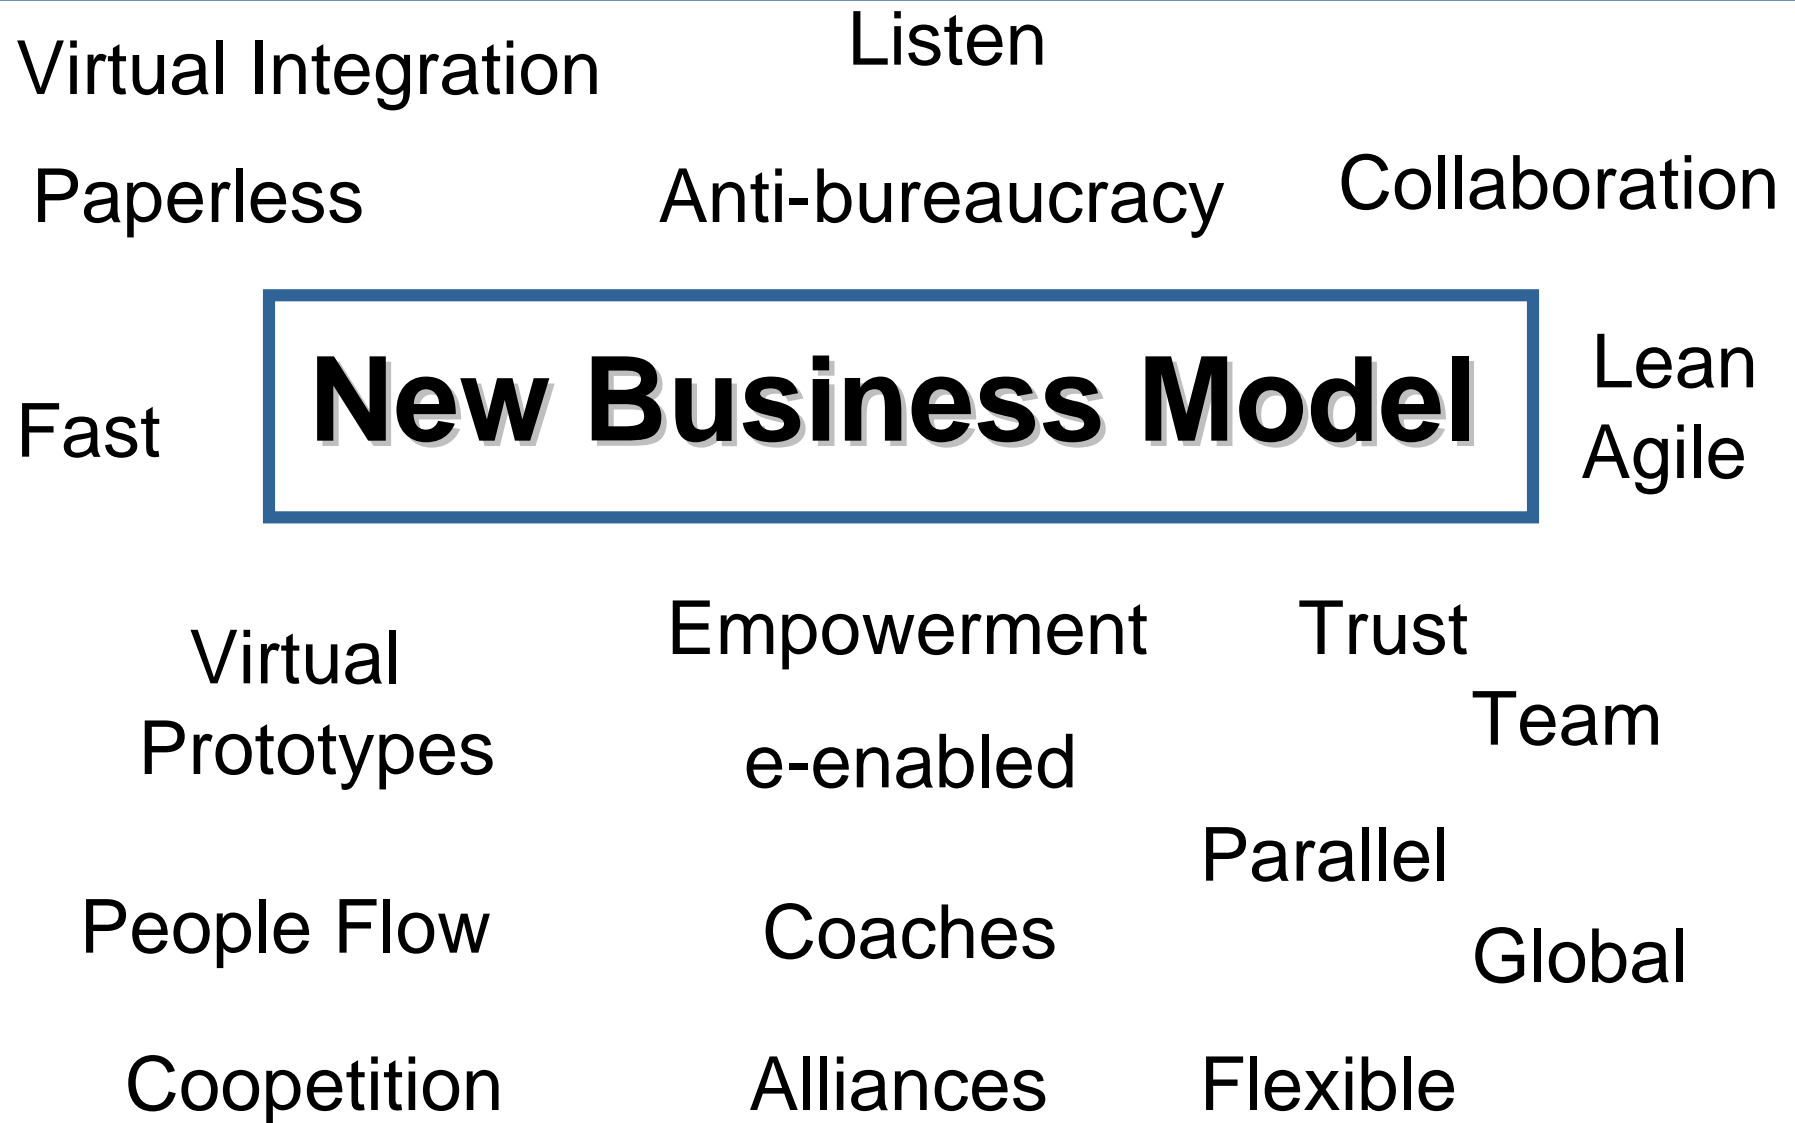 Virtual Integration
Listen
Paperless
Anti-bureaucracy
Collaboration
Fast
New Business Model
Lean
Agile
Virtual
Prototypes
Empowerment
Trust
Team
e-enabled
Parallel
People Flow
Coaches
Global
Coopetition
Alliances
Flexible